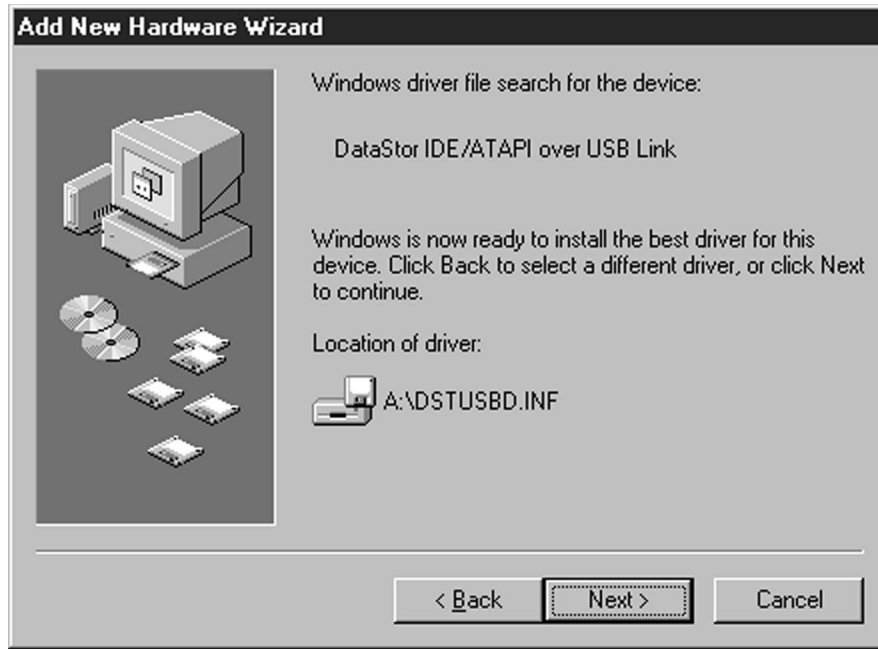 Add New Hardware Wizard
Windows driver file search for the device:
DataStor IDE/ATAPI over USB Link
Windows is now ready to install the best driver for this
device. Click Back to select a different driver, or click Next
to continue.
Location of driver:
A:\DSTUSBD.INF
< Back
Next >
Cancel